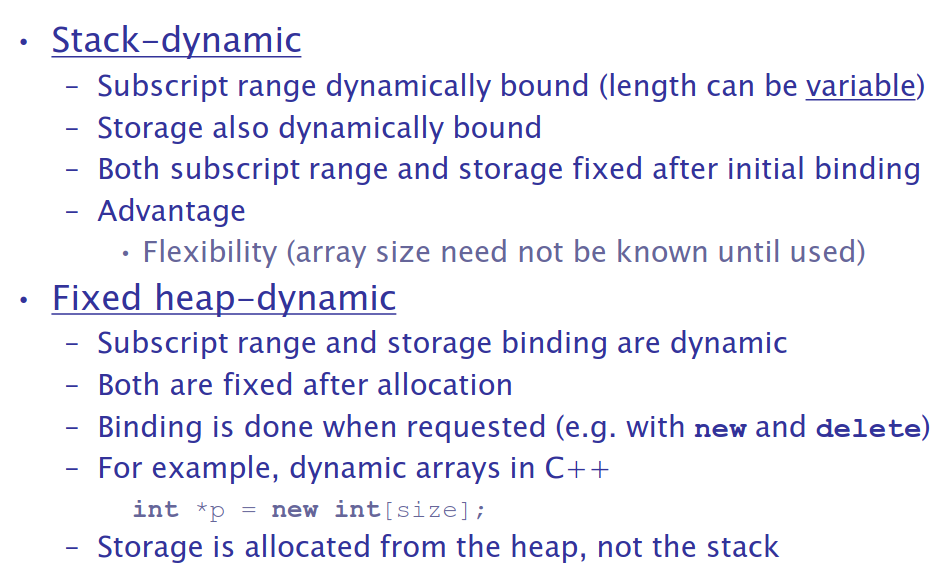 • Stack-dynamic
– Subscript range dynamically bound (length can be variable)
– Storage also dynamically bound
– Both subscript range and storage fixed after initial binding
– Advantage
• Flexibility (array size need not be known until used)
• Fixed heap-dynamic
– Subscript range and storage binding are dynamic
– Both are fixed after allocation
– Binding is done when requested (e.g. with new and delete)
– For example, dynamic arrays in C++
int *p = new int[size];
– Storage is allocated from the heap, not the stack